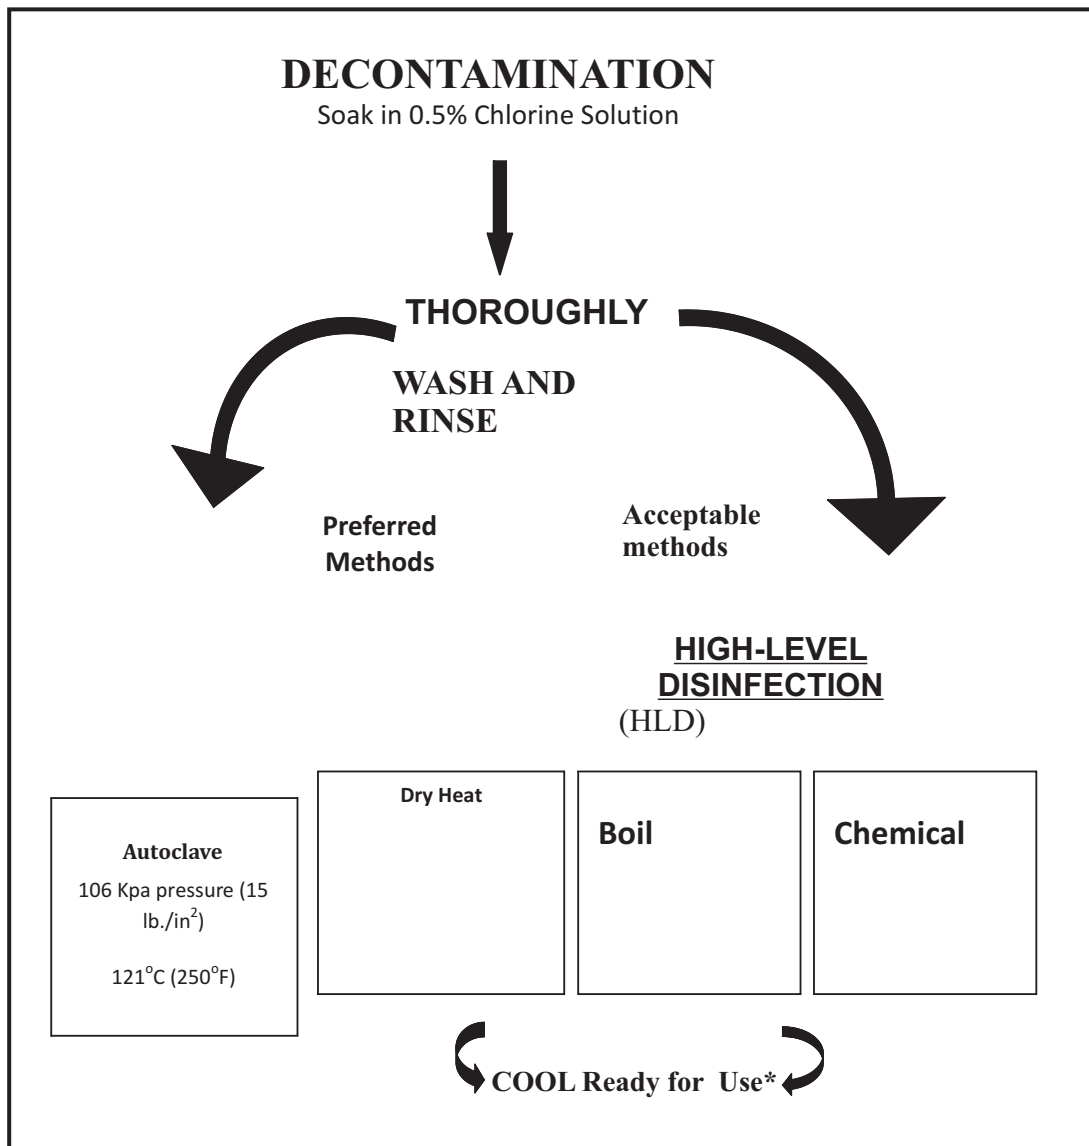 DECONTAMINATION
Soak in 0.5% Chlorine Solution
THOROUGHLY
WASH AND
RINSE
Preferred
Methods
Acceptable
methods
HIGH-LEVEL
DISINFECTION
(HLD)
Autoclave
106 Kpa pressure (15
lb./in²)
121°C (250°F)
Dry Heat
Boil
Chemical
COOL Ready for Use*